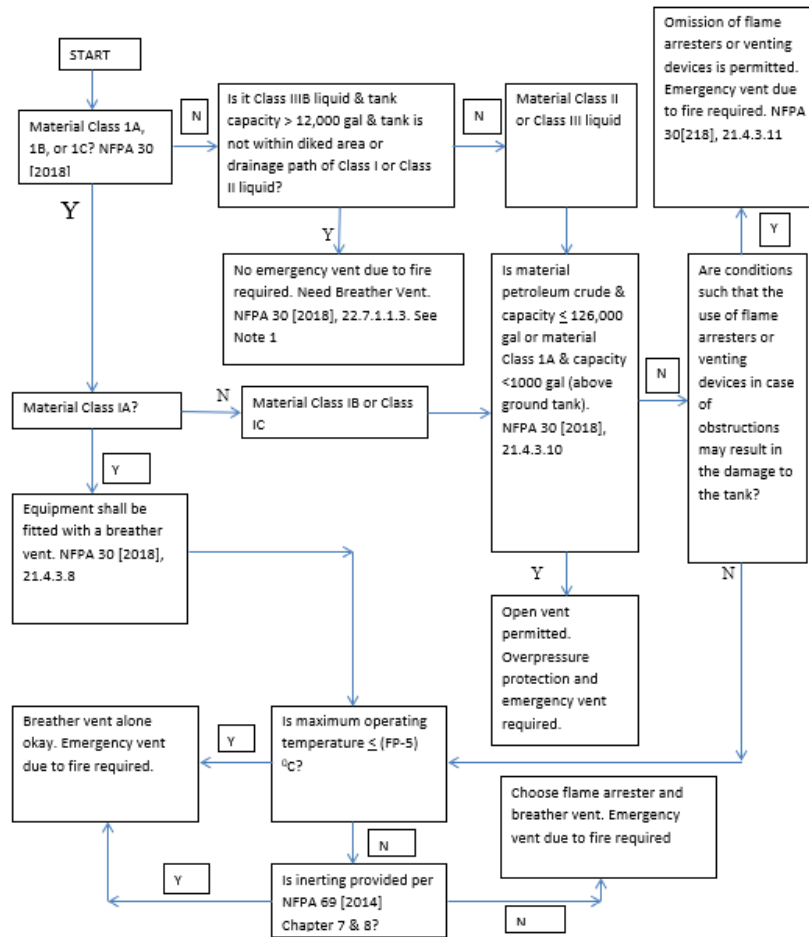 START
Material Class 1A,
1B, or 1C? NFPA 30
[2018]
N
Is it Class IIIB liquid & tank
capacity > 12,000 gal & tank is
not within diked area or
drainage path of Class I or Class
II liquid?
N
Material Class II
or Class III liquid
Omission of flame
arresters or venting
devices is permitted.
Emergency vent due
to fire required. NFPA
30[218], 21.4.3.11
Y
Y
Y
No emergency vent due to fire
required. Need Breather Vent.
NFPA 30 [2018], 22.7.1.1.3. See
Note 1
Is material
petroleum crude &
capacity ≤ 126,000
gal or material
Class 1A & capacity
<1000 gal (above
ground tank).
NFPA 30 [2018],
21.4.3.10
N
Are conditions
such that the
use of flame
arresters or
venting
devices in case
of
obstructions
may result in
the damage to
the tank?
Material Class IA?
N
Material Class IB or Class
IC
Y
Equipment shall be
fitted with a breather
vent. NFPA 30 [2018],
21.4.3.8
Y
N
Open vent
permitted.
Overpressure
protection and
emergency vent
required.
Breather vent alone
okay. Emergency vent
due to fire required.
Y
Is maximum operating
temperature ≤ (FP-5)
⁰C?
Choose flame arrester and
breather vent. Emergency
vent due to fire required
N
Y
Is inerting provided per
NFPA 69 [2014]
Chapter 7 & 8?
N